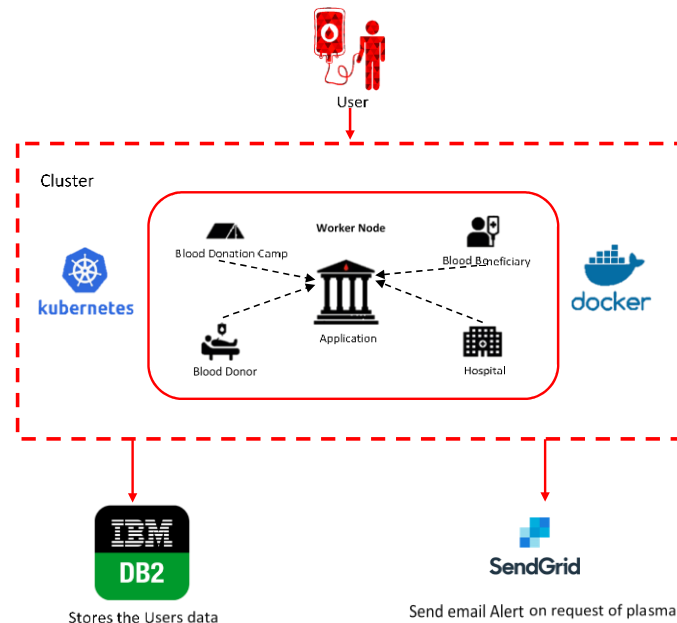 User
Cluster
Worker Node
Blood Donation Camp
Blood Beneficiary
kubernetes
docker
Application
Blood Donor
Hospital
IBM
DB2
SendGrid
Stores the Users data
Send email Alert on request of plasma